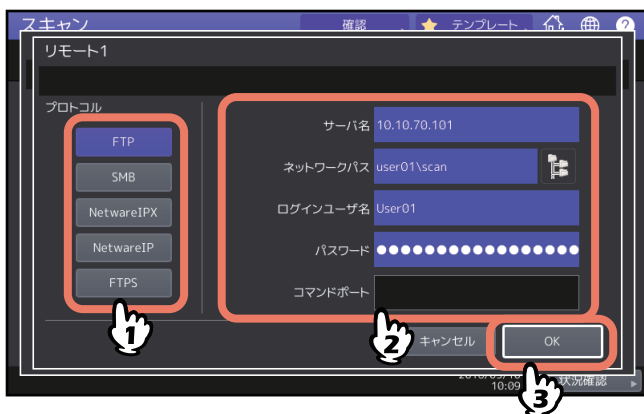 スキャン 確認 テンプレート ?
リモート1
プロトコル
FTP
SMB
NetwareIPX
NetwareIP
FTPS
サーバ名 10.10.70.101
ネットワークパス user01\scan
ログインユーザ名 User01
パスワード ●●●●●●●●●●●●●●●●●
コマンドポート
キャンセル OK
1
2
3
10:09 状況確認